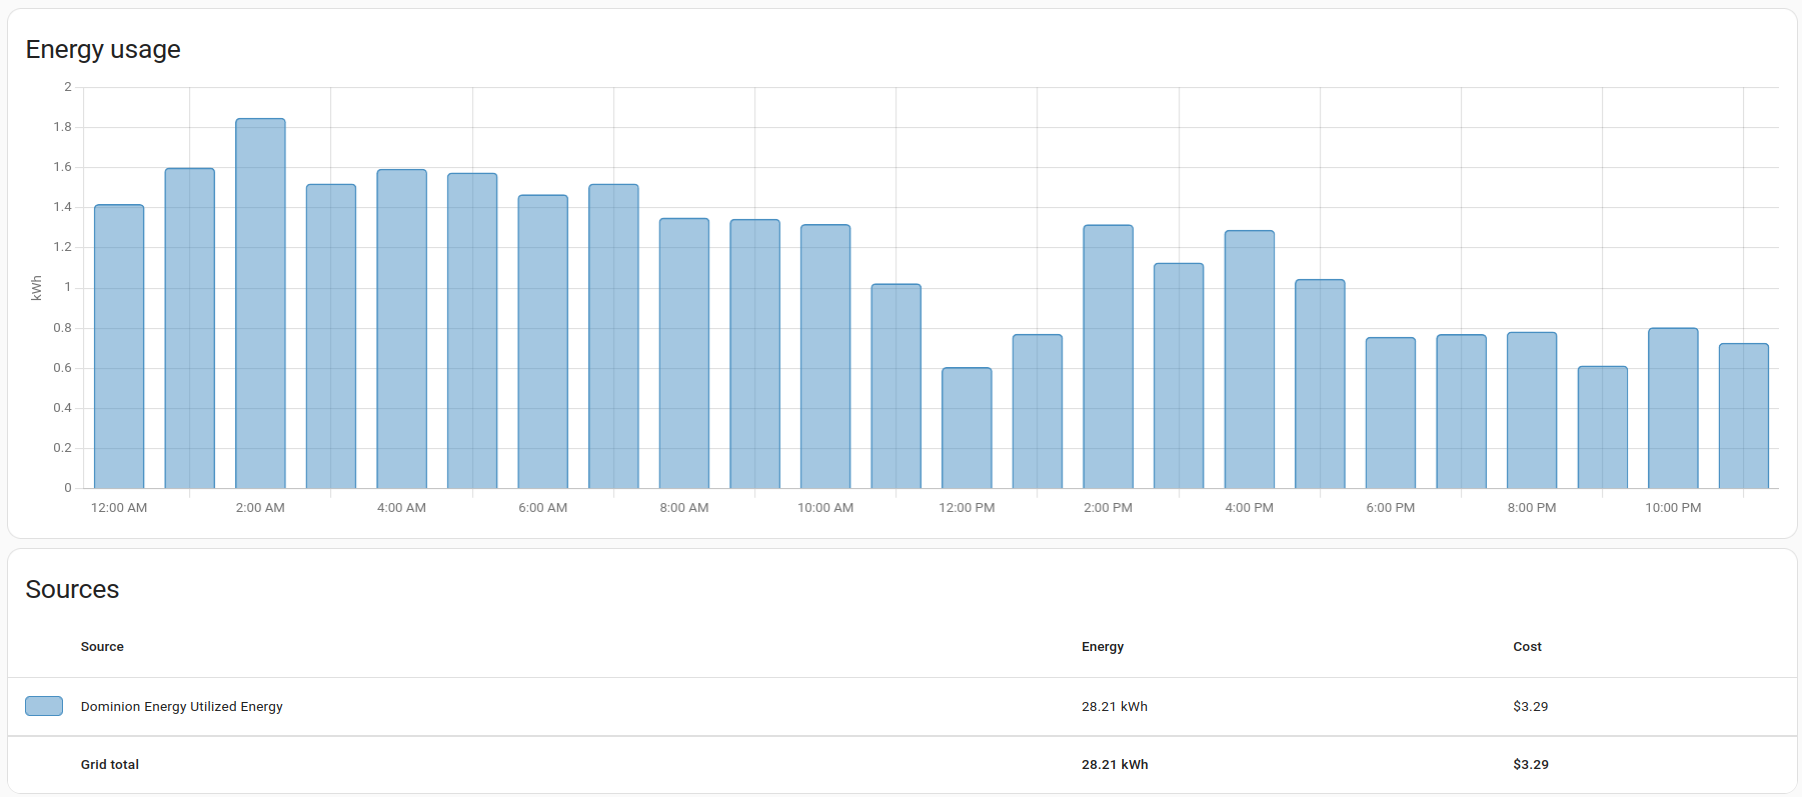 Energy usage
2
1.8
1.6
1.4
1.2
1
0.8
0.6
0.4
0.2
0
kWh
12:00 AM 2:00 AM 4:00 AM 6:00 AM 8:00 AM 10:00 AM 12:00 PM 2:00 PM 4:00 PM 6:00 PM 8:00 PM 10:00 PM
Sources
Source Energy Cost
Dominion Energy Utilized Energy 28.21 kWh $3.29
Grid total 28.21 kWh $3.29